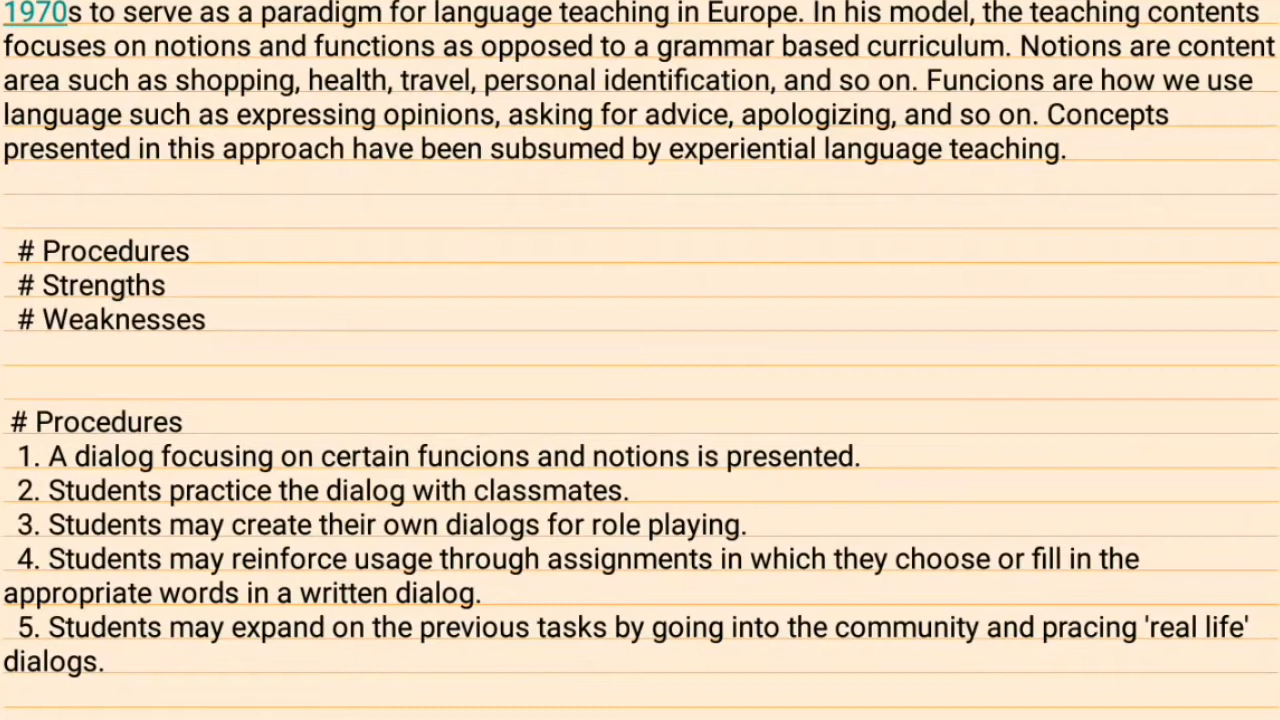 1970s to serve as a paradigm for language teaching in Europe. In his model, the teaching contents
focuses on notions and functions as opposed to a grammar based curriculum. Notions are content
area such as shopping, health, travel, personal identification, and so on. Funcions are how we use
language such as expressing opinions, asking for advice, apologizing, and so on. Concepts
presented in this approach have been subsumed by experiential language teaching.
# Procedures
# Strengths
# Weaknesses
# Procedures
1. A dialog focusing on certain funcions and notions is presented.
2. Students practice the dialog with classmates.
3. Students may create their own dialogs for role playing.
4. Students may reinforce usage through assignments in which they choose or fill in the
appropriate words in a written dialog.
5. Students may expand on the previous tasks by going into the community and pracing 'real life'
dialogs.